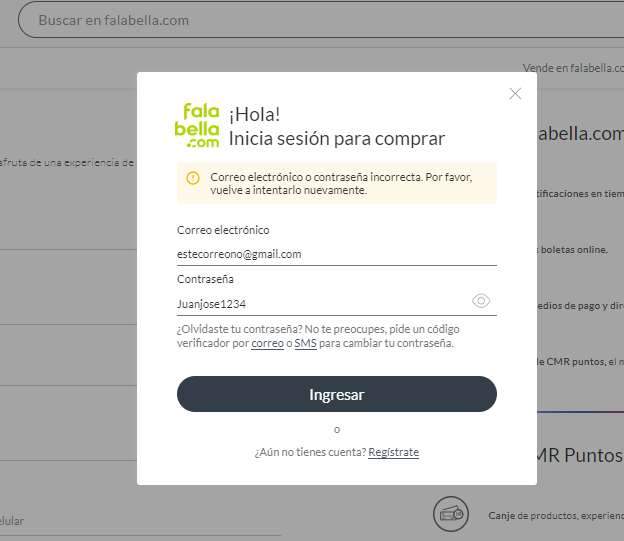 Buscar en falabella.com
Vende en falabella.co
fala
bella
.com
¡Hola!
Inicia sesión para comprar
Correo electrónico o contraseña incorrecta. Por favor,
vuelve a intentarlo nuevamente.
Correo electrónico
estecorreono@gmail.com
Contraseña
Juanjose1234
¿Olvidaste tu contraseña? No te preocupes, pide un código
verificador por correo o SMS para cambiar tu contraseña.
Ingresar
o
¿Aún no tienes cuenta? Regístrate
sfruta de una experiencia de
labella.com
tificaciones en tiem
s boletas online.
edios de pago y dir
de CMR puntos, el n
MR Puntos
elular
Canje de productos, experienc